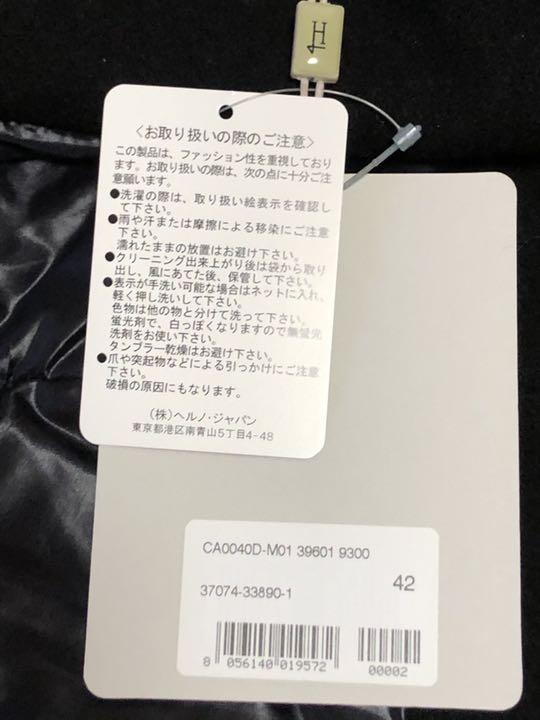 H
〈お取り扱いの際のご注意〉
この製品は、ファッション性を重視しており
ます。お取り扱いの際は、次の点に十分ご注
意願います。
●洗濯の際は、取り扱い絵表示を確認し
て下さい。
●雨や汗または摩擦による移染にご注意
下さい。
濡れたままの放置はお避け下さい。
●クリーニング出来上がり後は袋から取り
出し、風にあてた後、保管して下さい。
●表示が手洗い可能な場合はネットに入れ、
軽く押し洗いして下さい。
色物は他の物と分けて洗って下さい。
蛍光剤で、白っぽくなりますので無蛍光
洗剤をお使い下さい。
タンブラー乾燥はお避け下さい。
●爪や突起物などによる引っかけにご注意
下さい。
破損の原因にもなります。
(株)ヘルノ・ジャパン
東京都港区南青山5丁目4-48
CA0040D-M01 39601 9300
42
37074-33890-1
8 056140 019572
00002